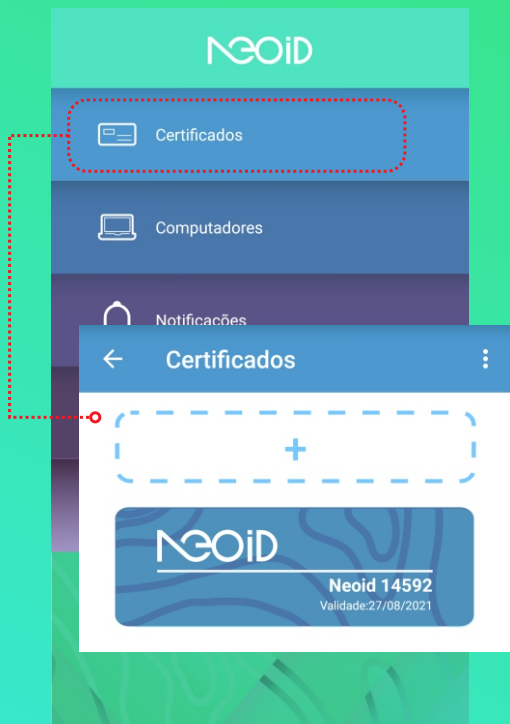 NEOiD
Certificados
Computadores
Notificações
Certificados
NEOiD
Neoid 14592
Validade:27/08/2021